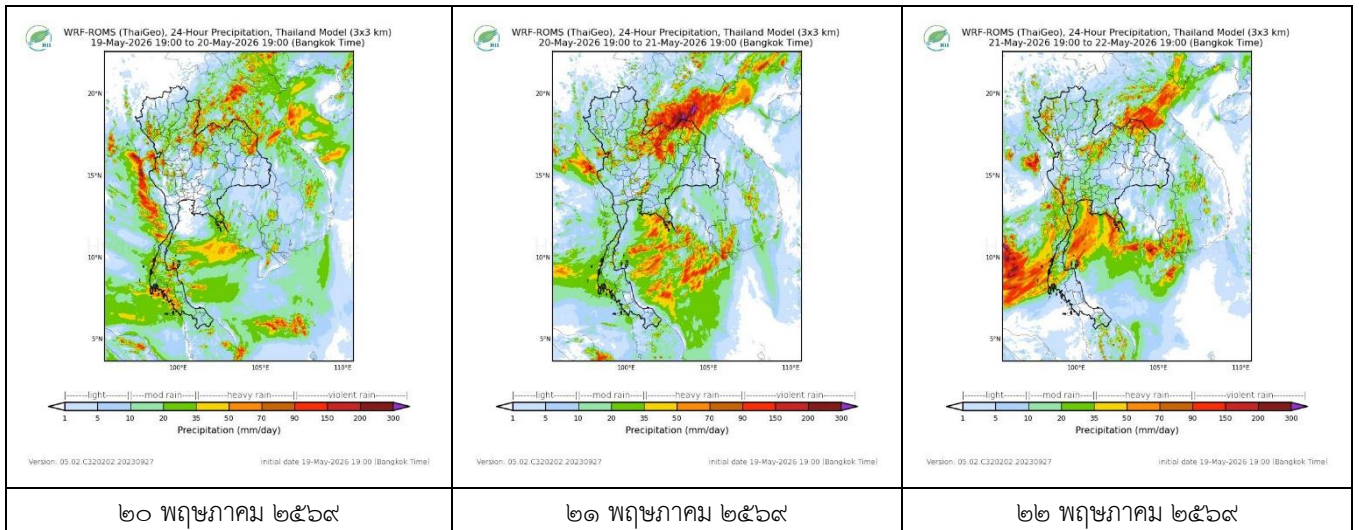 WRF-ROMS (ThaiGeo), 24-Hour Precipitation, Thailand Model (3x3 km)
19-May-2026 19:00 to 20-May-2026 19:00 (Bangkok Time)
HII
20°N
15°N
10°N
5°N
100°E 105°E 110°E
light mod rain heavy rain violent rain
1 5 10 20 35 50 70 90 150 200 300
Precipitation (mm/day)
Version: 05.02.C320202.20230927 initial date 19-May-2026 19:00 (Bangkok Time)
๒๐ พฤษภาคม ๒๕๖๙
WRF-ROMS (ThaiGeo), 24-Hour Precipitation, Thailand Model (3x3 km)
20-May-2026 19:00 to 21-May-2026 19:00 (Bangkok Time)
HII
20°N
15°N
10°N
5°N
100°E 105°E 110°E
light mod rain heavy rain violent rain
1 5 10 20 35 50 70 90 150 200 300
Precipitation (mm/day)
Version: 05.02.C320202.20230927 initial date 19-May-2026 19:00 (Bangkok Time)
๒๑ พฤษภาคม ๒๕๖๙
WRF-ROMS (ThaiGeo), 24-Hour Precipitation, Thailand Model (3x3 km)
21-May-2026 19:00 to 22-May-2026 19:00 (Bangkok Time)
HII
20°N
15°N
10°N
5°N
100°E 105°E 110°E
light mod rain heavy rain violent rain
1 5 10 20 35 50 70 90 150 200 300
Precipitation (mm/day)
Version: 05.02.C320202.20230927 initial date 19-May-2026 19:00 (Bangkok Time)
๒๒ พฤษภาคม ๒๕๖๙